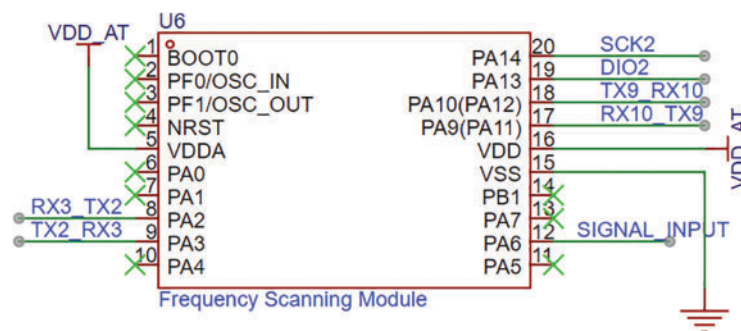 U6
VDD_AT
1 BOOT0 PA14 20 SCK2
2 PF0/OSC_IN PA13 19 DIO2
3 PF1/OSC_OUT PA10(PA12) 18 TX9_RX10
4 NRST PA9(PA11) 17 RX10_TX9
5 VDDA VDD 16 VDD_AT
6 PA0 VSS 15
7 PA1 PB1 14
RX3_TX2 8 PA2 PA7 13
TX2_RX3 9 PA3 PA6 12 SIGNAL_INPUT
10 PA4 PA5 11
Frequency Scanning Module